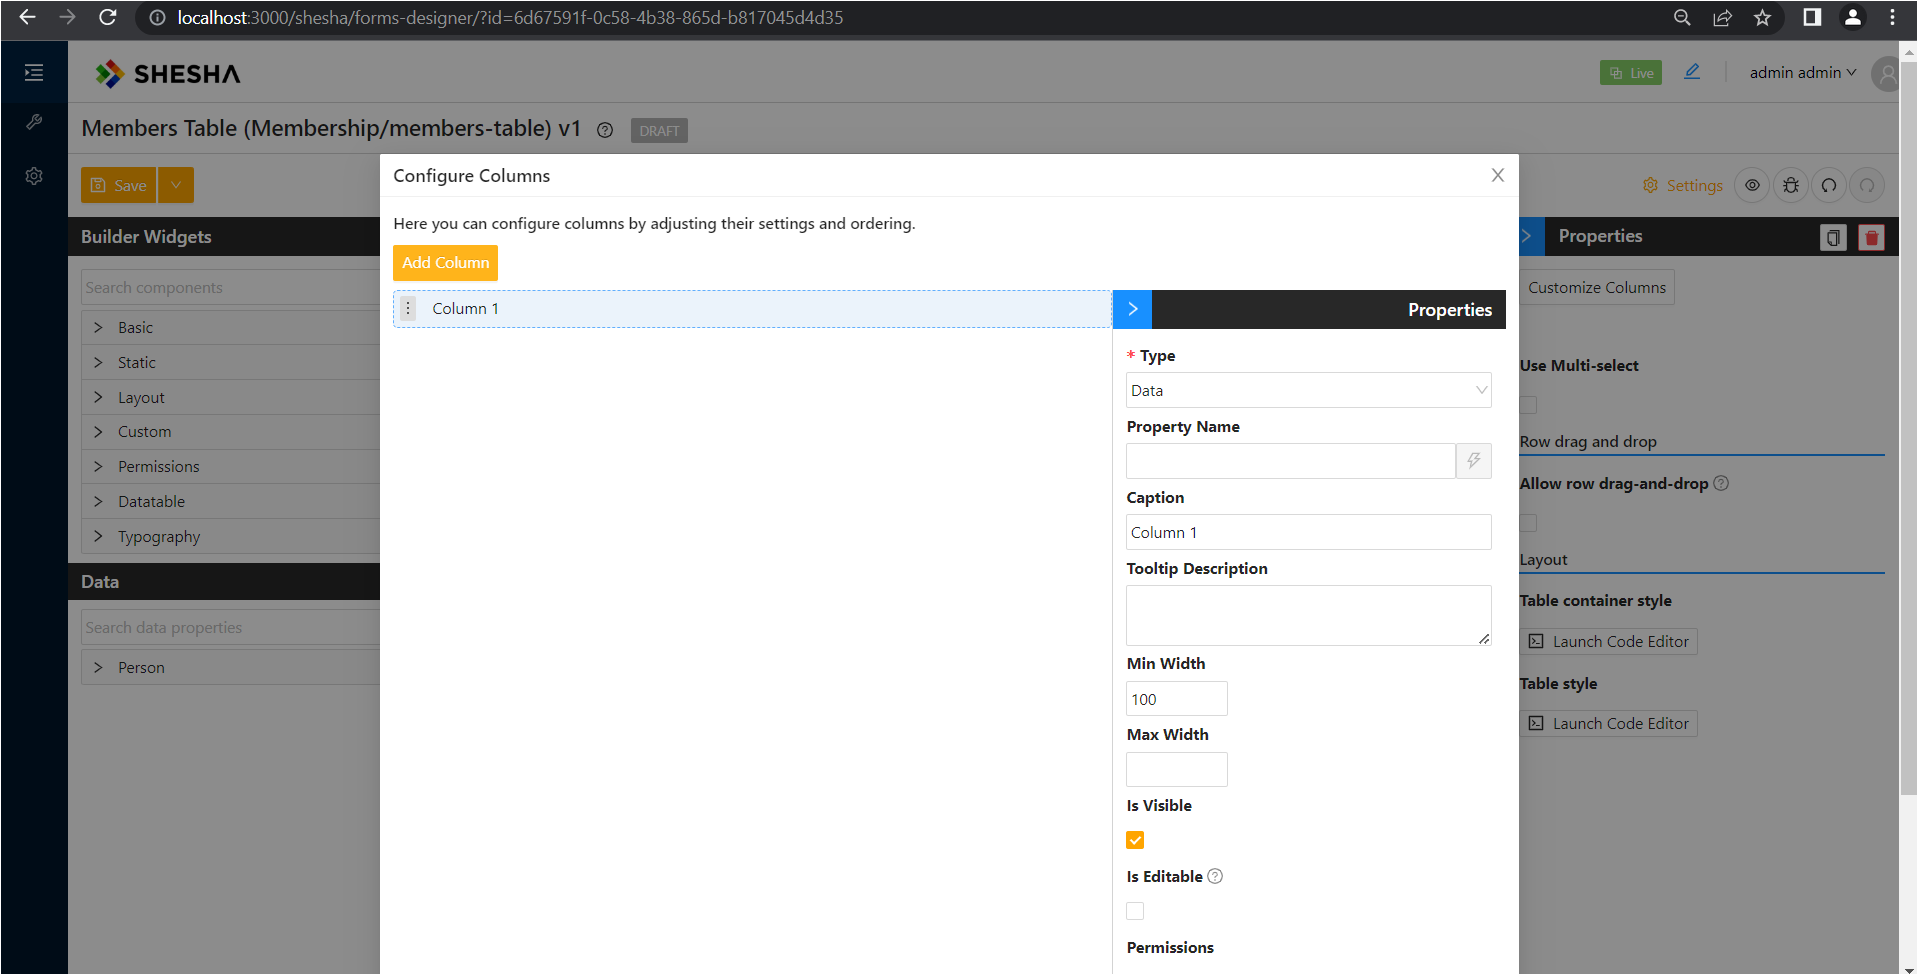 localhost:3000/shesha/forms-designer/?id=6d67591f-0c58-4b38-865d-b817045d4d35
SHESHA
Live
admin admin
Members Table (Membership/members-table) v1
DRAFT
Save
Settings
Configure Columns
Here you can configure columns by adjusting their settings and ordering.
Add Column
Column 1
Properties
* Type
Data
Property Name
Caption
Column 1
Tooltip Description
Min Width
100
Max Width
Is Visible
Is Editable
Permissions
Builder Widgets
Search components
Basic
Static
Layout
Custom
Permissions
Datatable
Typography
Data
Search data properties
Person
Properties
Customize Columns
Use Multi-select
Row drag and drop
Allow row drag-and-drop
Layout
Table container style
Launch Code Editor
Table style
Launch Code Editor